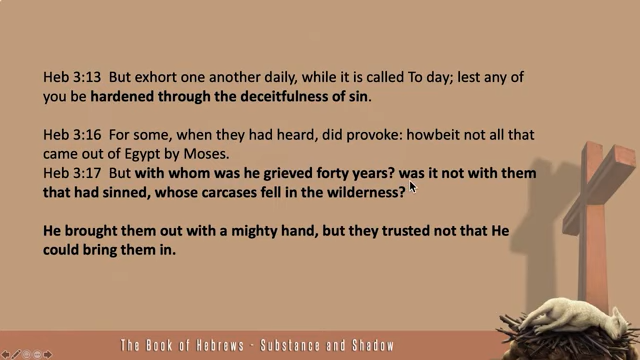 Heb 3:13  But exhort one another daily, while it is called To day; lest any of
you be hardened through the deceitfulness of sin.
Heb 3:16  For some, when they had heard, did provoke: howbeit not all that
came out of Egypt by Moses.
Heb 3:17  But with whom was he grieved forty years? was it not with them
that had sinned, whose carcases fell in the wilderness?
He brought them out with a mighty hand, but they trusted not that He
could bring them in.
The Book of Hebrews - Substance and Shadow